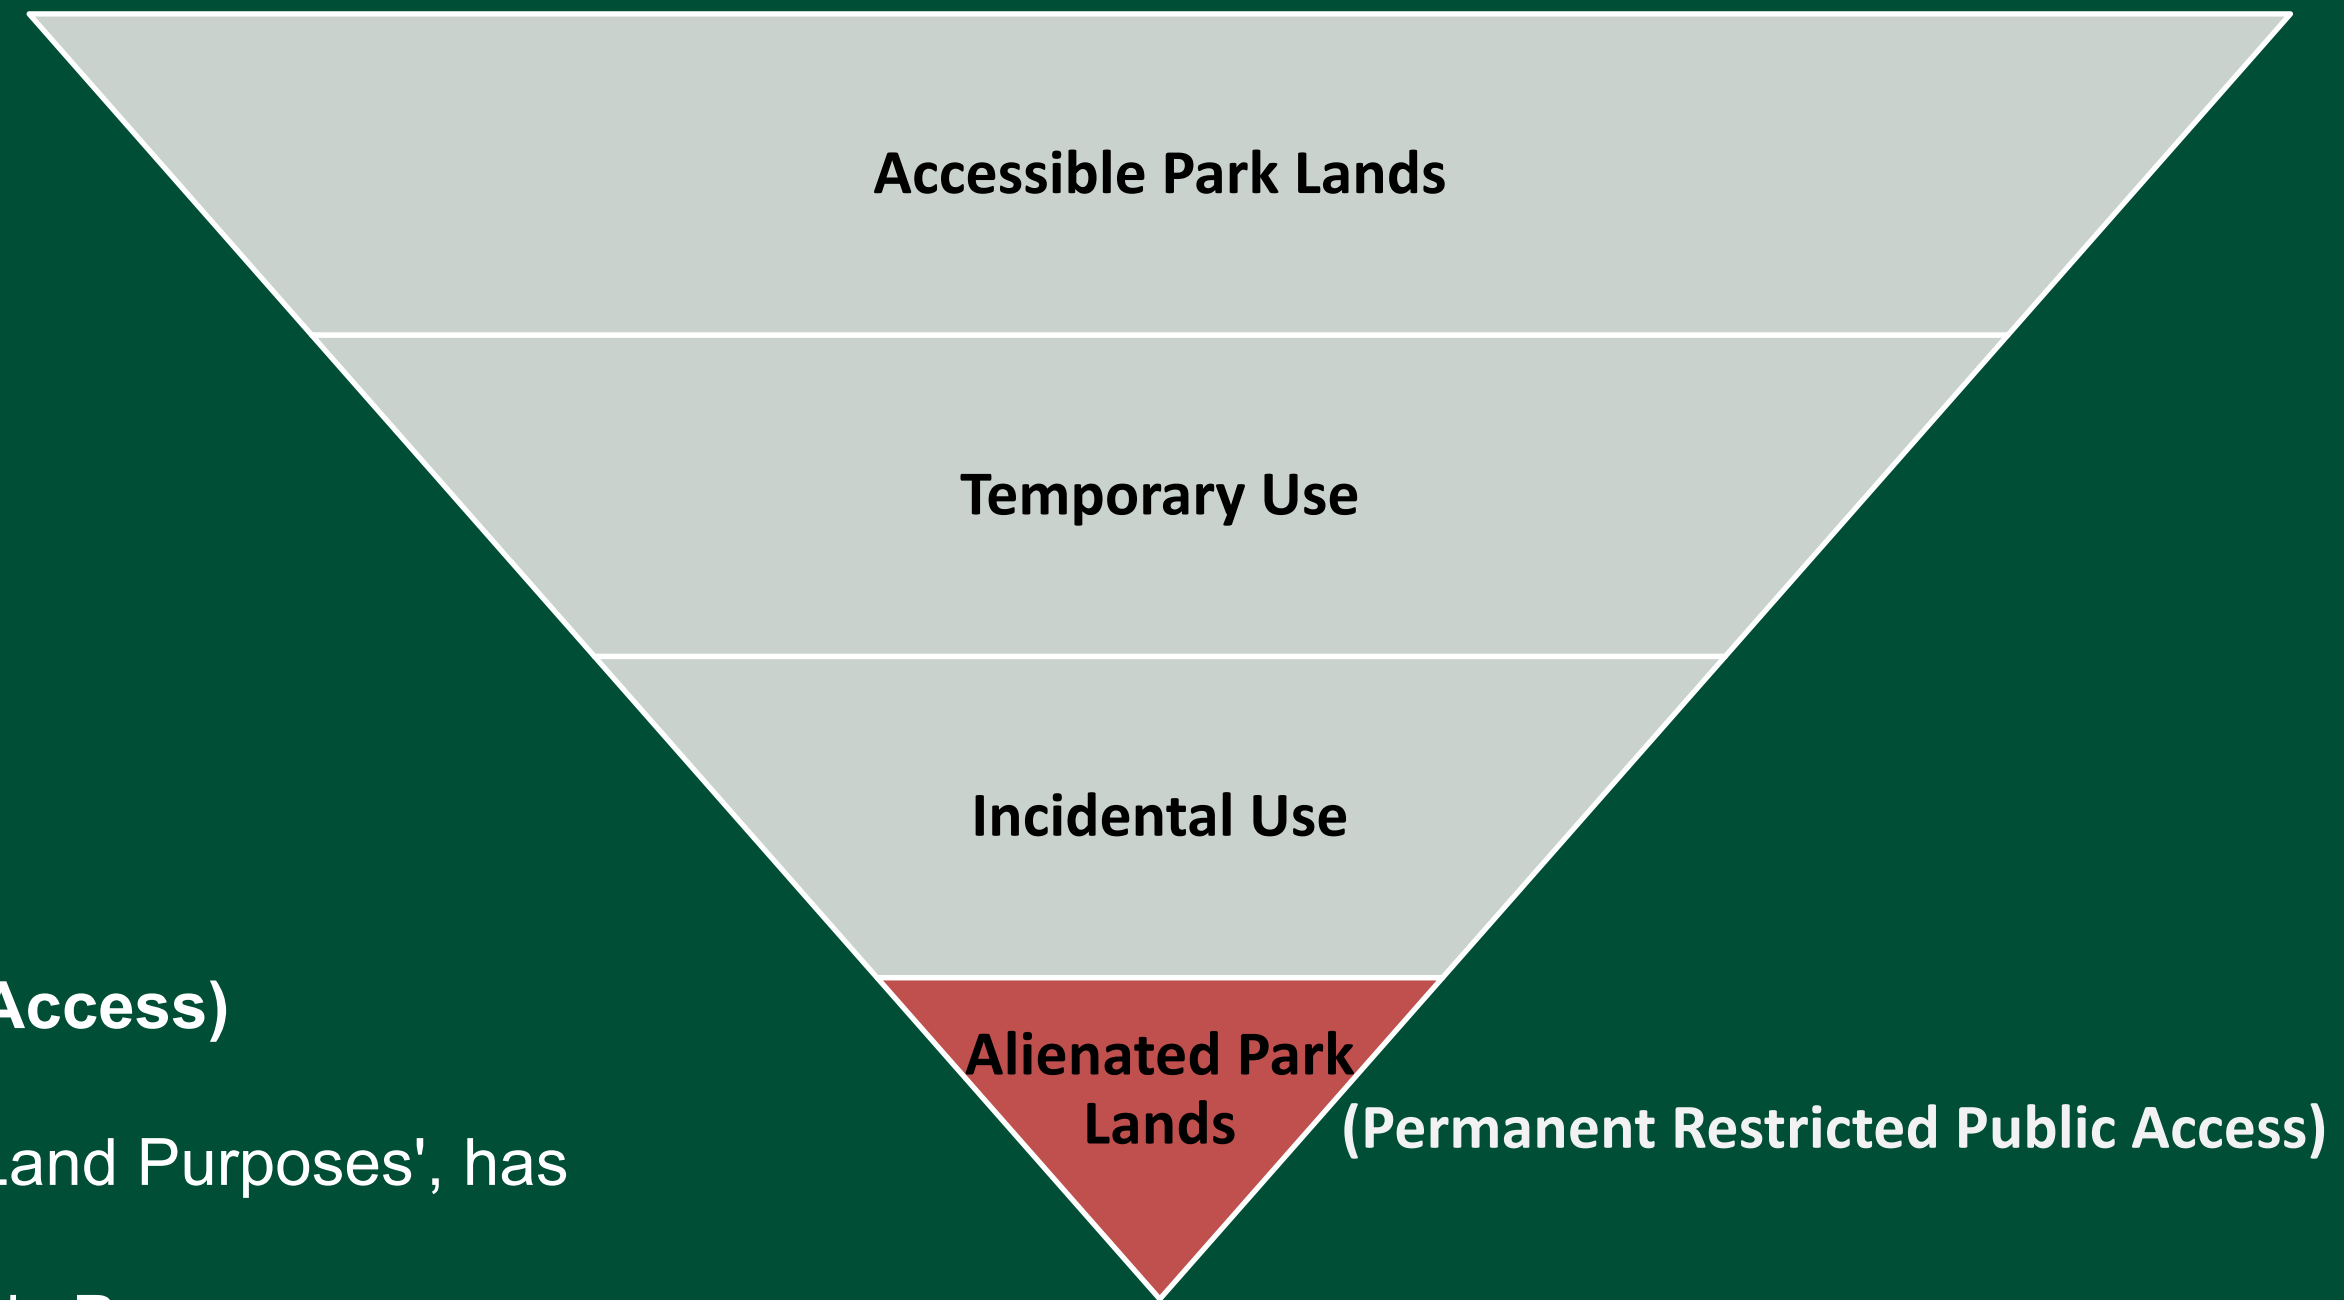 Accessible Park Lands
Temporary Use
Incidental Use
Access)
Alienated Park
Lands
(Permanent Restricted Public Access)
Land Purposes', has